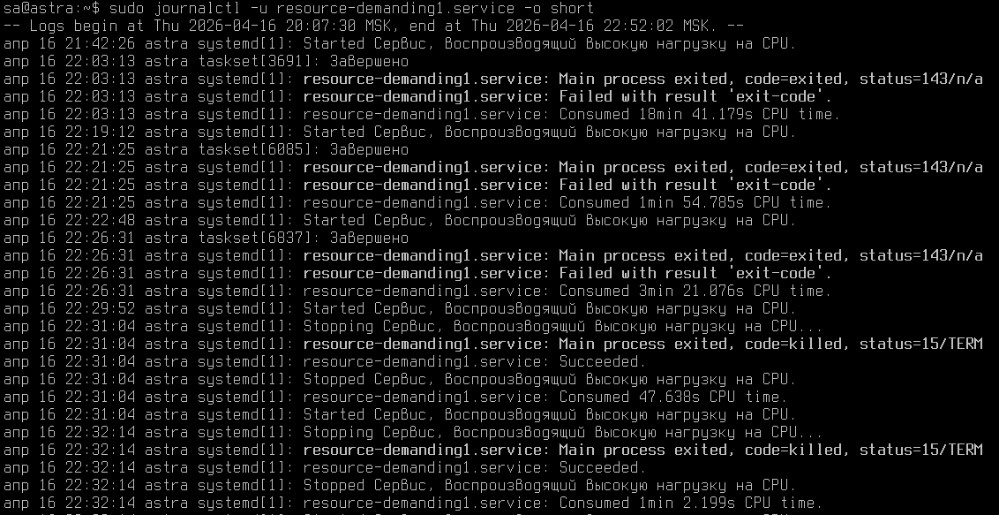 sa@astra:~$ sudo journalctl -u resource-demanding1.service -o short
-- Logs begin at Thu 2026-04-16 20:07:30 MSK, end at Thu 2026-04-16 22:52:02 MSK. --
апр 16 21:42:26 astra systemd[1]: Started Сервис, воспроизводящий высокую нагрузку на CPU.
апр 16 22:03:13 astra taskset[3691]: Завершено
апр 16 22:03:13 astra systemd[1]: resource-demanding1.service: Main process exited, code=exited, status=143/n/a
апр 16 22:03:13 astra systemd[1]: resource-demanding1.service: Failed with result 'exit-code'.
апр 16 22:03:13 astra systemd[1]: resource-demanding1.service: Consumed 18min 41.179s CPU time.
апр 16 22:19:12 astra systemd[1]: Started Сервис, воспроизводящий высокую нагрузку на CPU.
апр 16 22:21:25 astra taskset[6085]: Завершено
апр 16 22:21:25 astra systemd[1]: resource-demanding1.service: Main process exited, code=exited, status=143/n/a
апр 16 22:21:25 astra systemd[1]: resource-demanding1.service: Failed with result 'exit-code'.
апр 16 22:21:25 astra systemd[1]: resource-demanding1.service: Consumed 1min 54.785s CPU time.
апр 16 22:22:48 astra systemd[1]: Started Сервис, воспроизводящий высокую нагрузку на CPU.
апр 16 22:26:31 astra taskset[6837]: Завершено
апр 16 22:26:31 astra systemd[1]: resource-demanding1.service: Main process exited, code=exited, status=143/n/a
апр 16 22:26:31 astra systemd[1]: resource-demanding1.service: Failed with result 'exit-code'.
апр 16 22:26:31 astra systemd[1]: resource-demanding1.service: Consumed 3min 21.076s CPU time.
апр 16 22:29:52 astra systemd[1]: Started Сервис, воспроизводящий высокую нагрузку на CPU.
апр 16 22:31:04 astra systemd[1]: Stopping Сервис, воспроизводящий высокую нагрузку на CPU...
апр 16 22:31:04 astra systemd[1]: resource-demanding1.service: Main process exited, code=killed, status=15/TERM
апр 16 22:31:04 astra systemd[1]: resource-demanding1.service: Succeeded.
апр 16 22:31:04 astra systemd[1]: Stopped Сервис, воспроизводящий высокую нагрузку на CPU.
апр 16 22:31:04 astra systemd[1]: resource-demanding1.service: Consumed 47.638s CPU time.
апр 16 22:31:04 astra systemd[1]: Started Сервис, воспроизводящий высокую нагрузку на CPU.
апр 16 22:32:14 astra systemd[1]: Stopping Сервис, воспроизводящий высокую нагрузку на CPU...
апр 16 22:32:14 astra systemd[1]: resource-demanding1.service: Main process exited, code=killed, status=15/TERM
апр 16 22:32:14 astra systemd[1]: resource-demanding1.service: Succeeded.
апр 16 22:32:14 astra systemd[1]: Stopped Сервис, воспроизводящий высокую нагрузку на CPU.
апр 16 22:32:14 astra systemd[1]: resource-demanding1.service: Consumed 1min 2.199s CPU time.